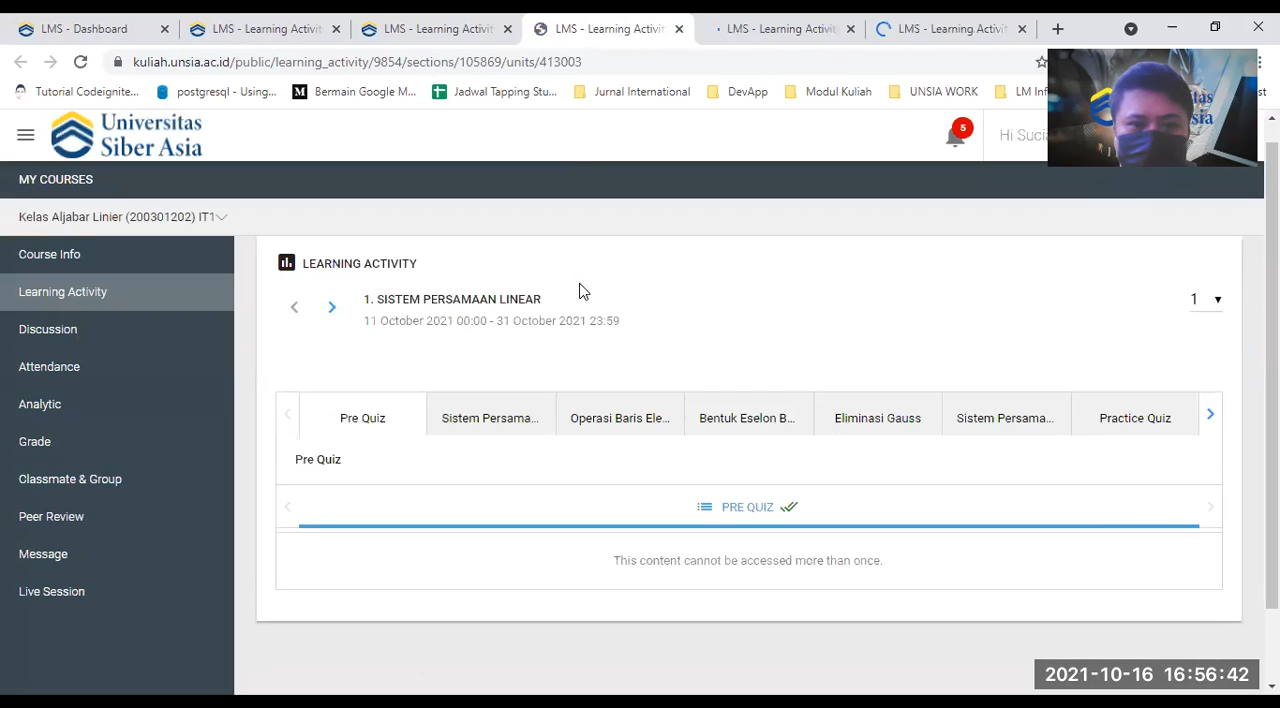 LMS - Dashboard
LMS - Learning Activit
LMS - Learning Activit
LMS - Learning Activit
LMS - Learning Activit
LMS - Learning Activit
kuliah.unsia.ac.id/public/learning_activity/9854/sections/105969/units/413003
Tutorial Codeignite...
postgresql - Using...
Bermain Google M...
Jadwal Tapping Stu...
Jurnal International
DevApp
Modul Kuliah
UNSIA WORK
LM Inf
Universitas
Siber Asia
5
Hi Sucia
MY COURSES
Kelas Aljabar Linier (200301202) IT1
Course Info
Learning Activity
Discussion
Attendance
Analytic
Grade
Classmate & Group
Peer Review
Message
Live Session
LEARNING ACTIVITY
1. SISTEM PERSAMAAN LINEAR
11 October 2021 00:00 - 31 October 2021 23:59
1
Pre Quiz
Sistem Persama...
Operasi Baris Ele...
Bentuk Eselon B...
Eliminasi Gauss
Sistem Persama...
Practice Quiz
Pre Quiz
PRE QUIZ
This content cannot be accessed more than once.
2021-10-16 16:56:42